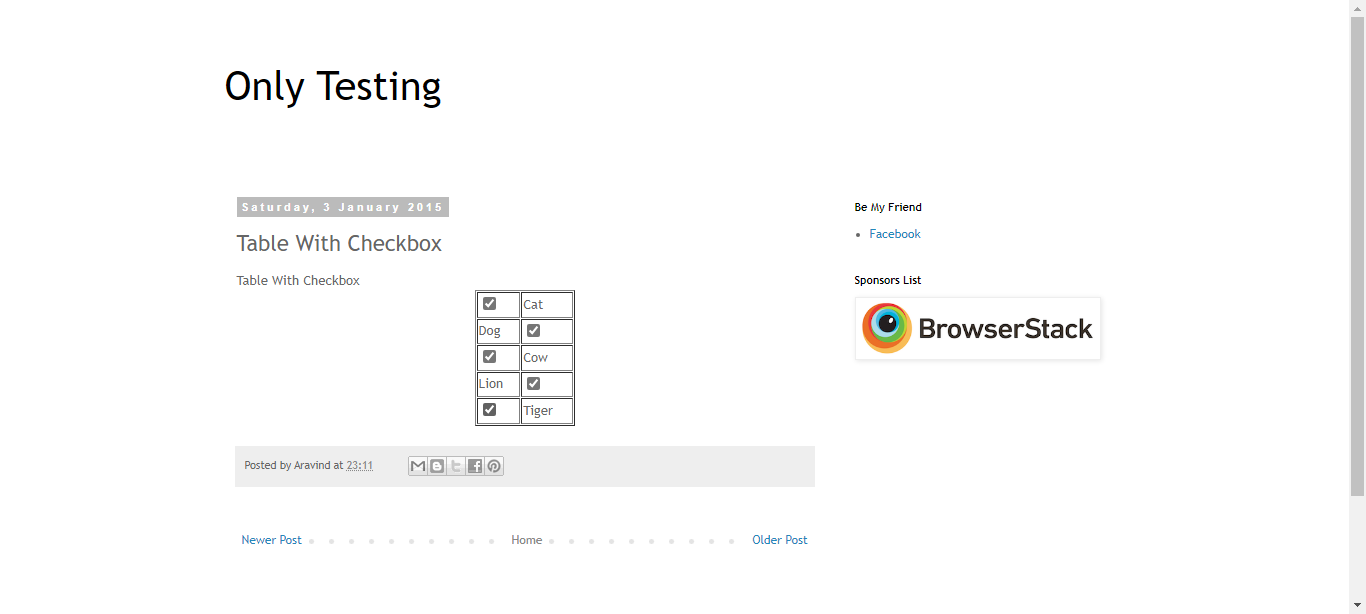 Only Testing
Saturday, 3 January 2015
Table With Checkbox
Table With Checkbox
Cat
Dog
Cow
Lion
Tiger
Posted by Aravind at 23:11
Newer Post
Home
Older Post
Be My Friend
Facebook
Sponsors List
BrowserStack